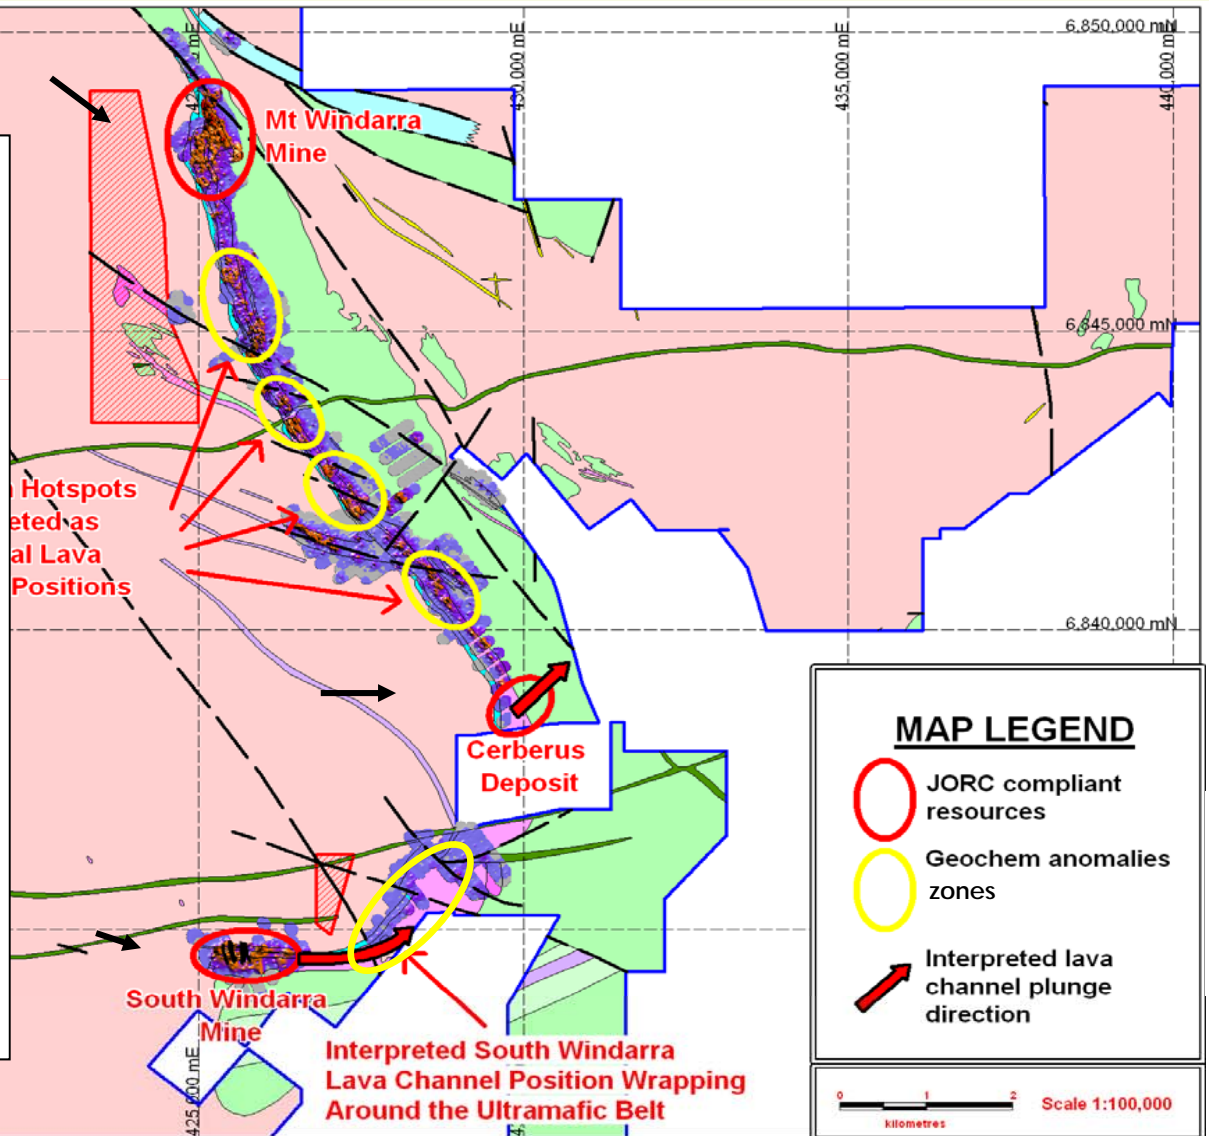 6,850,000 mN
mE
30,000 mE
435,000 mE
440,000 mE
Mt Windarra
Mine
6,845,000 mN
Hotspots
eted as
al Lava
Positions
6,840,000 mN
Cerberus
Deposit
MAP LEGEND
JORC compliant
resources
Geochem anomalies
zones
Interpreted lava
channel plunge
direction
South Windarra
Mine
425,000 mE
Interpreted South Windarra
Lava Channel Position Wrapping
Around the Ultramafic Belt
0 1 2
kilometres
Scale 1:100,000